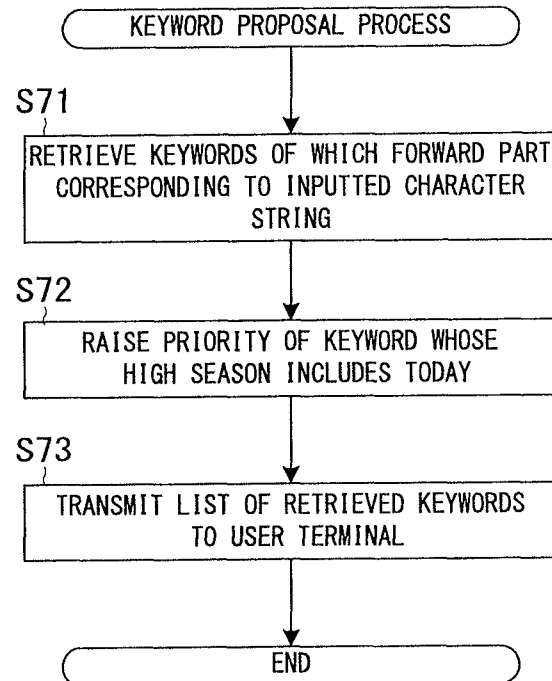 KEYWORD PROPOSAL PROCESS
S71
RETRIEVE KEYWORDS OF WHICH FORWARD PART
CORRESPONDING TO INPUTTED CHARACTER
STRING
S72
RAISE PRIORITY OF KEYWORD WHOSE
HIGH SEASON INCLUDES TODAY
S73
TRANSMIT LIST OF RETRIEVED KEYWORDS
TO USER TERMINAL
END